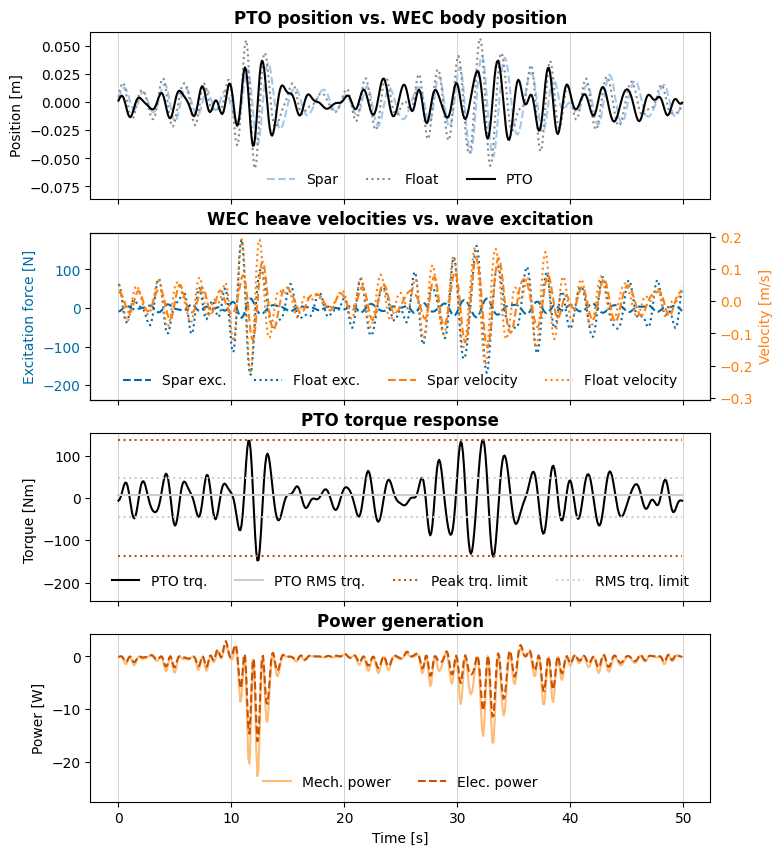 PTO position vs. WEC body position
0.050
0.025
0.000
−0.025
−0.050
−0.075
Position [m]
Spar Float PTO
WEC heave velocities vs. wave excitation
100
0
−100
−200
Excitation force [N]
0.2
0.1
0.0
−0.1
−0.2
−0.3
Velocity [m/s]
Spar exc. Float exc. Spar velocity Float velocity
PTO torque response
100
0
−100
−200
Torque [Nm]
PTO trq. PTO RMS trq. Peak trq. limit RMS trq. limit
Power generation
0
−10
−20
Power [W]
Mech. power Elec. power
0 10 20 30 40 50
Time [s]